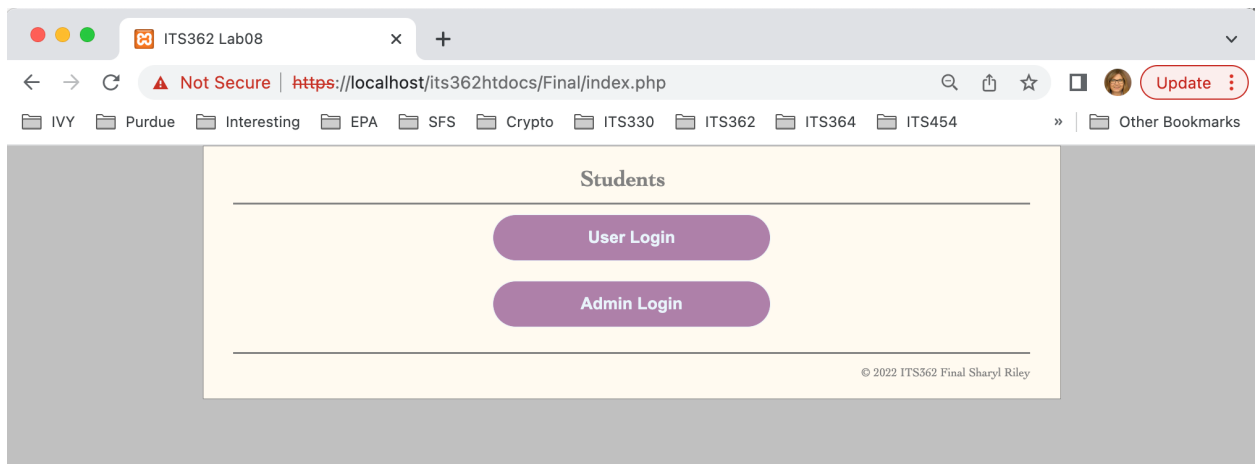 ITS362 Lab08
Not Secure https://localhost/its362htdocs/Final/index.php
Update
IVY Purdue Interesting EPA SFS Crypto ITS330 ITS362 ITS364 ITS454 » Other Bookmarks
Students
User Login
Admin Login
© 2022 ITS362 Final Sharyl Riley